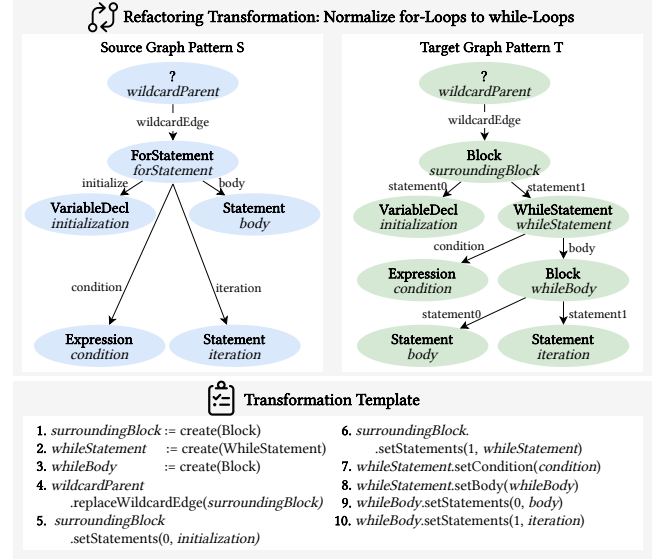 Refactoring Transformation: Normalize for-Loops to while-Loops
Source Graph Pattern S
?
wildcardParent
wildcardEdge
ForStatement
forStatement
initialize
body
VariableDecl
initialization
Statement
body
condition
iteration
Expression
condition
Statement
iteration
Target Graph Pattern T
?
wildcardParent
wildcardEdge
Block
surroundingBlock
statement0
statement1
VariableDecl
initialization
WhileStatement
whileStatement
condition
body
Expression
condition
Block
whileBody
statement0
statement1
Statement
body
Statement
iteration
Transformation Template
1. surroundingBlock := create(Block)
2. whileStatement := create(WhileStatement)
3. whileBody := create(Block)
4. wildcardParent
.replaceWildcardEdge(surroundingBlock)
5. surroundingBlock
.setStatements(0, initialization)
6. surroundingBlock.
.setStatements(1, whileStatement)
7. whileStatement.setCondition(condition)
8. whileStatement.setBody(whileBody)
9. whileBody.setStatements(0, body)
10. whileBody.setStatements(1, iteration)